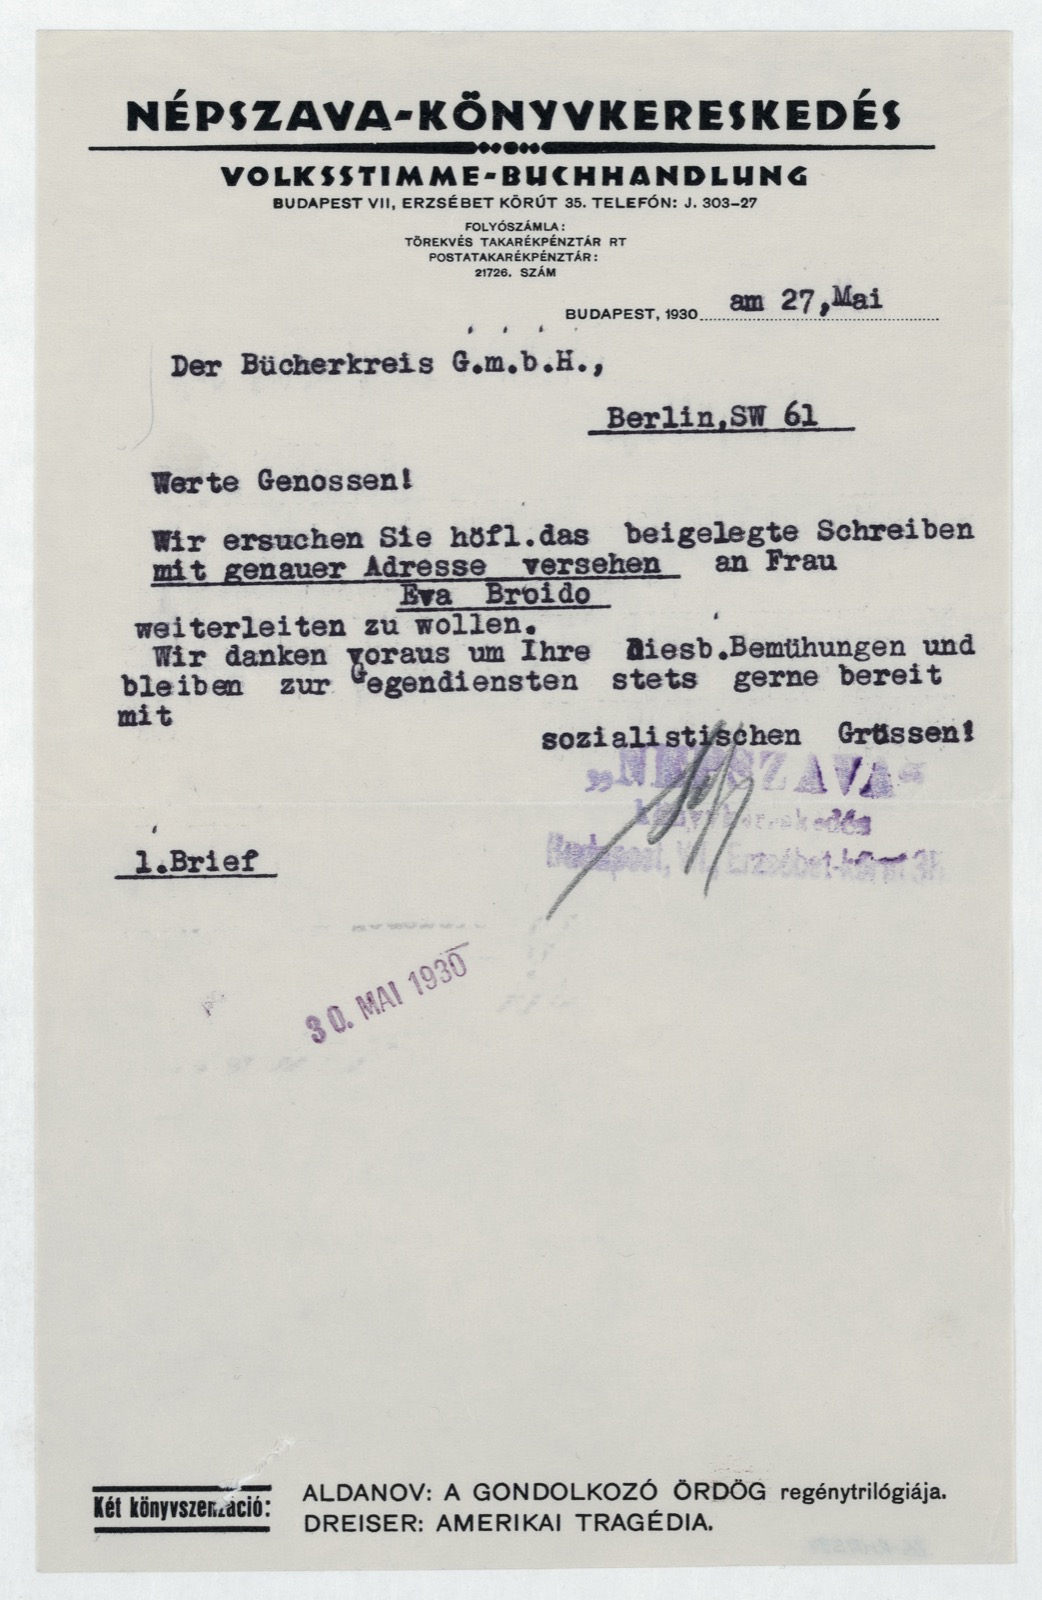 NÉPSZAVA-KÖNYVKERESKEDÉS
VOLKSSTIMME-BUCHHANDLUNG
BUDAPEST VII, ERZSÉBET KÖRÚT 35. TELEFÓN: J. 303-27
FOLYÓSZÁMLA:
TÖREKVÉS TAKARÉKPÉNZTÁR RT
POSTATAKARÉKPÉNZTÁR:
21726. SZÁM
BUDAPEST, 1930 am 27,Mai
Der Bücherkreis G.m.b.H.,
Berlin,SW 61
Werte Genossen!
Wir ersuchen Sie höfl.das beigelegte Schreiben
mit genauer Adresse versehen an Frau
Eva Broido
weiterleiten zu wollen.
Wir danken voraus um Ihre diesb.Bemühungen und
bleiben zur Gegendiensten stets gerne bereit
mit
sozialistischen Grüssen!
„NÉPSZAVA"
könyvkereskedés
Budapest, VII., Erzsébet-körút 35
1.Brief
30. MAI 1930
Két könyvszenzáció:
ALDANOV: A GONDOLKOZÓ ÖRDÖG regénytrilógiája.
DREISER: AMERIKAI TRAGÉDIA.